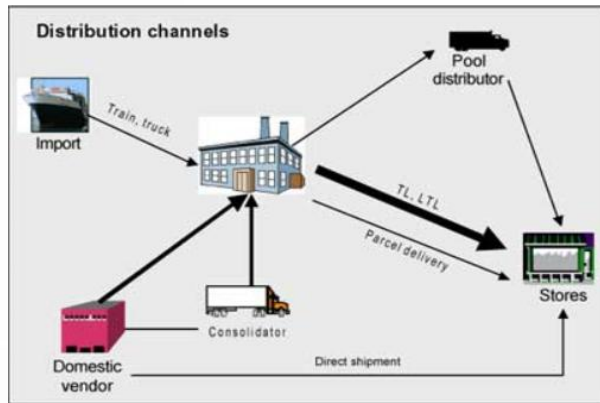 Distribution channels
Pool
distributor
Train, truck
Import
TL, LTL
Parcel delivery
Stores
Consolidator
Direct shipment
Domestic
vendor